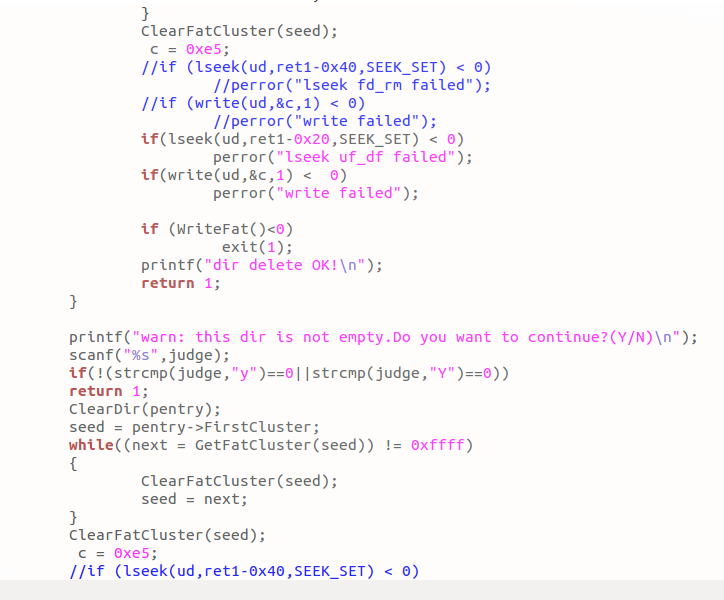 }
ClearFatCluster(seed);
c = 0xe5;
//if (lseek(ud,ret1-0x40,SEEK_SET) < 0)
//perror("lseek fd_rm failed");
//if (write(ud,&c,1) < 0)
//perror("write failed");
if(lseek(ud,ret1-0x20,SEEK_SET) < 0)
perror("lseek uf_df failed");
if(write(ud,&c,1) <  0)
perror("write failed");
if (WriteFat()<0)
exit(1);
printf("dir delete OK!\n");
return 1;
}
printf("warn: this dir is not empty.Do you want to continue?(Y/N)\n");
scanf("%s",judge);
if(!(strcmp(judge,"y")==0||strcmp(judge,"Y")==0))
return 1;
ClearDir(pentry);
seed = pentry->FirstCluster;
while((next = GetFatCluster(seed)) != 0xffff)
{
ClearFatCluster(seed);
seed = next;
}
ClearFatCluster(seed);
c = 0xe5;
//if (lseek(ud,ret1-0x40,SEEK_SET) < 0)